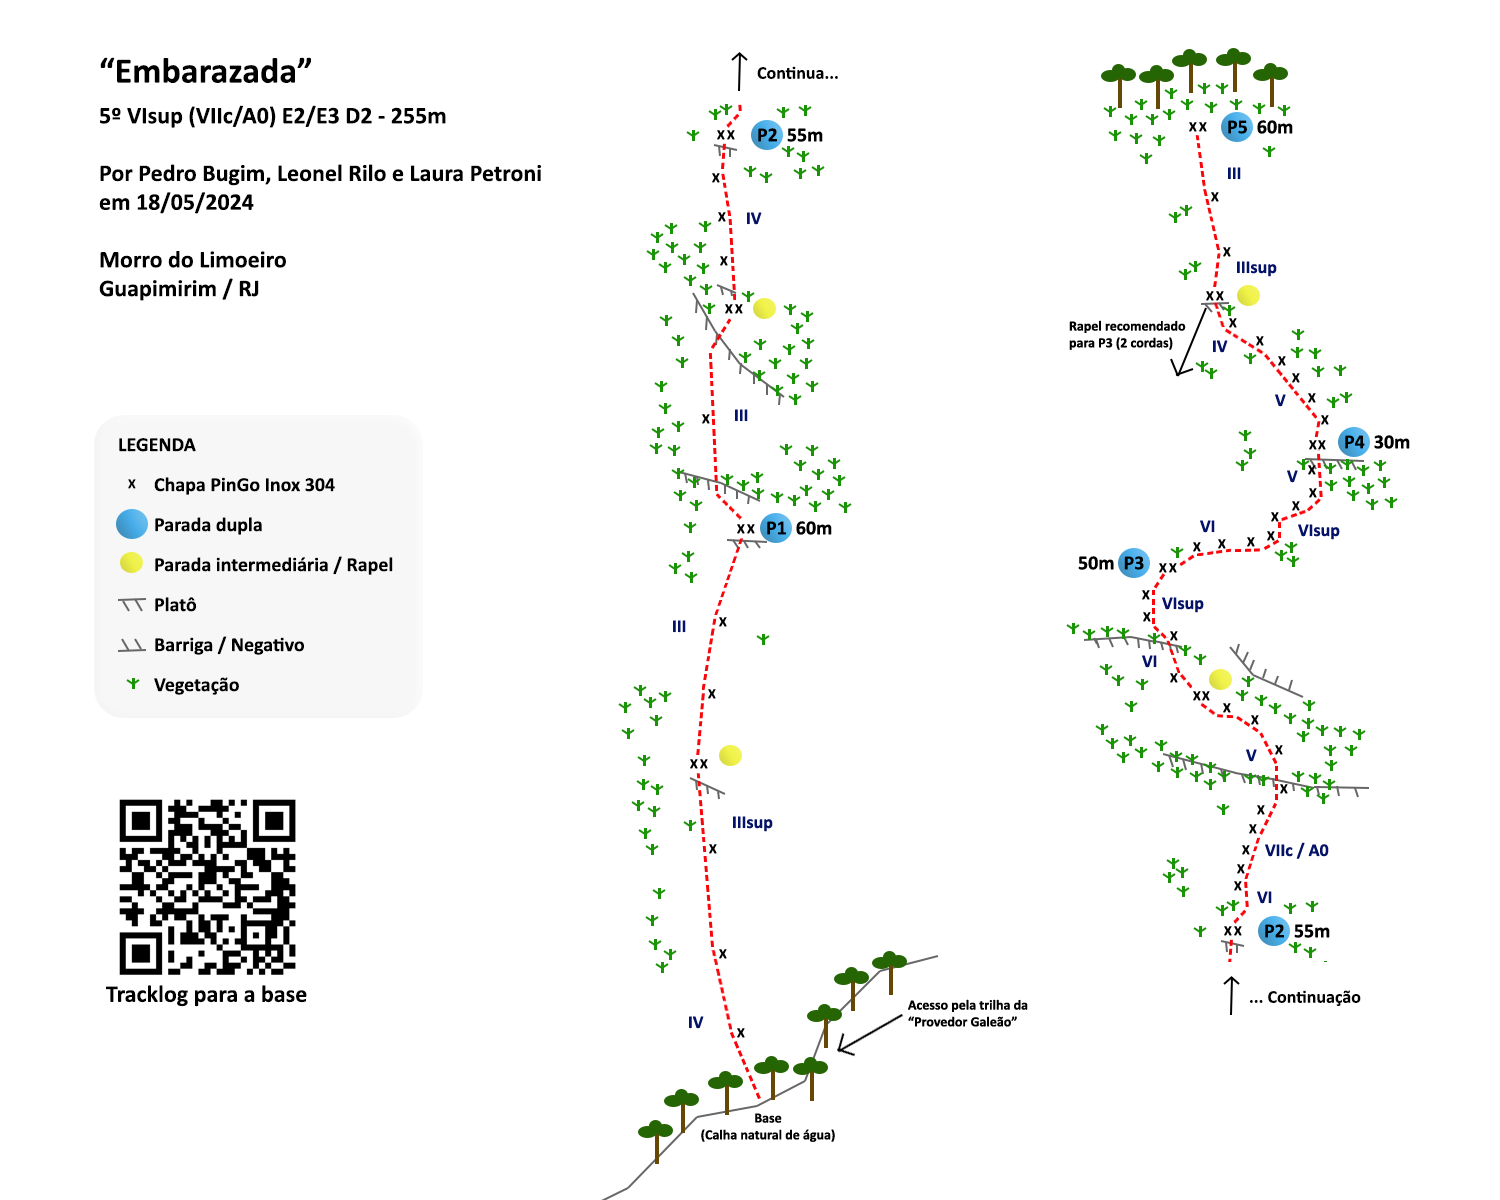 “Embarazada”
5º VIsup (VIIc/A0) E2/E3 D2 - 255m
Por Pedro Bugim, Leonel Rilo e Laura Petroni
em 18/05/2024
Morro do Limoeiro
Guapimirim / RJ
LEGENDA
x Chapa PinGo Inox 304
Parada dupla
Parada intermediária / Rapel
Platô
Barriga / Negativo
Vegetação
Tracklog para a base
Continua...
P2 55m
IV
III
P1 60m
III
IIIsup
IV
Acesso pela trilha da
“Provedor Galeão”
Base
(Calha natural de água)
P5 60m
III
IIIsup
Rapel recomendado
para P3 (2 cordas)
IV
V
P4 30m
V
VIsup
VI
50m P3
VIsup
VI
V
VIIc / A0
VI
P2 55m
... Continuação